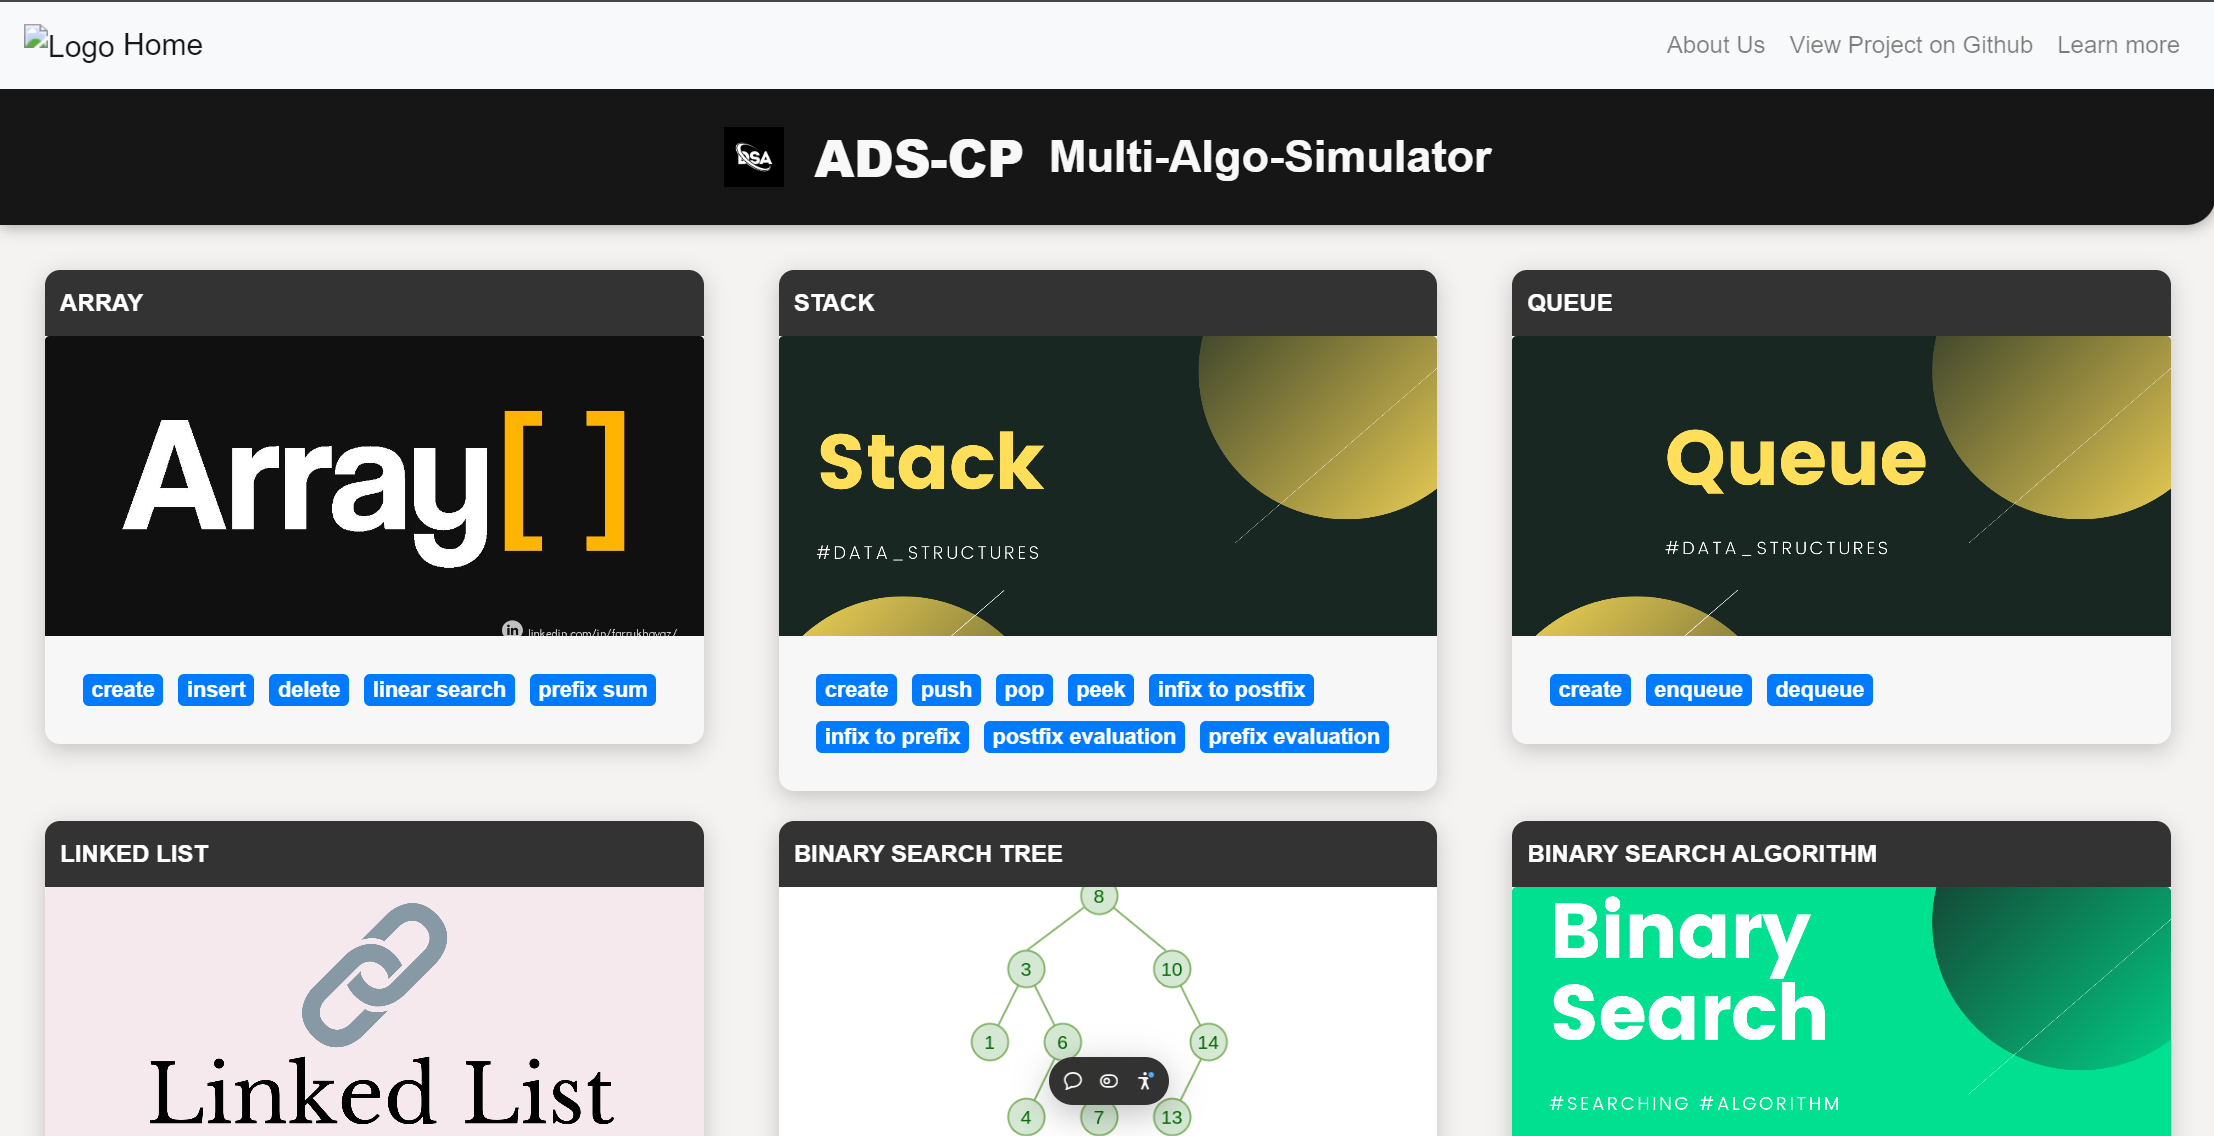 Logo Home
About Us View Project on Github Learn more
DSA ADS-CP Multi-Algo-Simulator
ARRAY
Array[ ]
in linkedin.com/in/farrukhayaz/
create insert delete linear search prefix sum
STACK
Stack
#DATA_STRUCTURES
create push pop peek infix to postfix
infix to prefix postfix evaluation prefix evaluation
QUEUE
Queue
#DATA_STRUCTURES
create enqueue dequeue
LINKED LIST
Linked List
BINARY SEARCH TREE
8
3 10
1 6 14
4 7 13
BINARY SEARCH ALGORITHM
Binary
Search
#SEARCHING #ALGORITHM